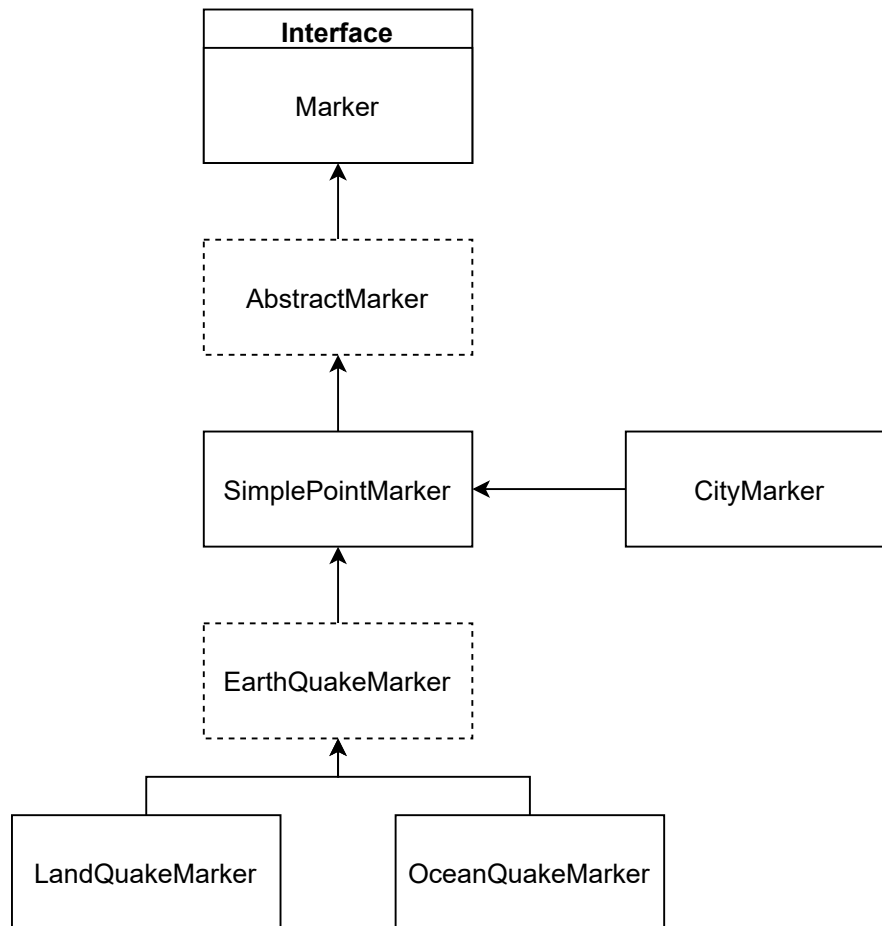 Interface
Marker
AbstractMarker
SimplePointMarker
CityMarker
EarthQuakeMarker
LandQuakeMarker
OceanQuakeMarker